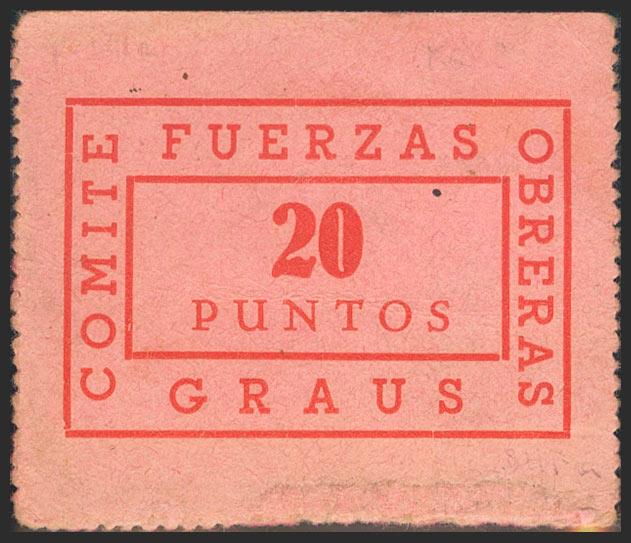 COMITE
FUERZAS
OBRERAS
20
PUNTOS
GRAUS